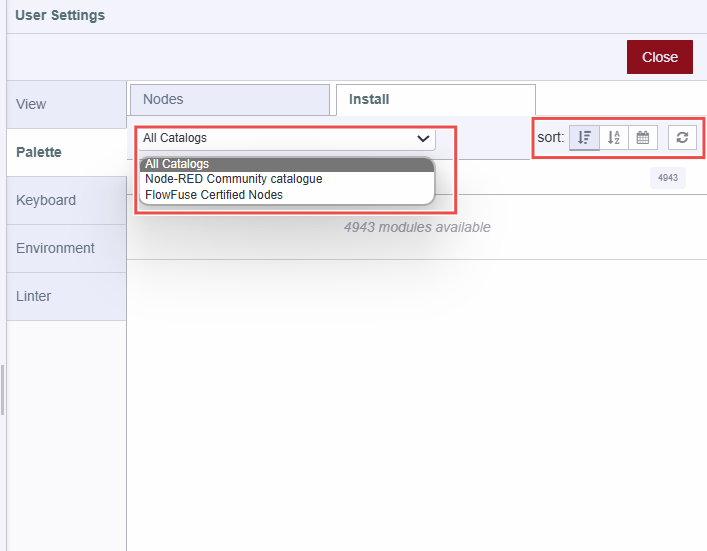 User Settings
Close
View
Palette
Keyboard
Environment
Linter
Nodes
Install
All Catalogs
sort:
All Catalogs
Node-RED Community catalogue
FlowFuse Certified Nodes
4943
4943 modules available